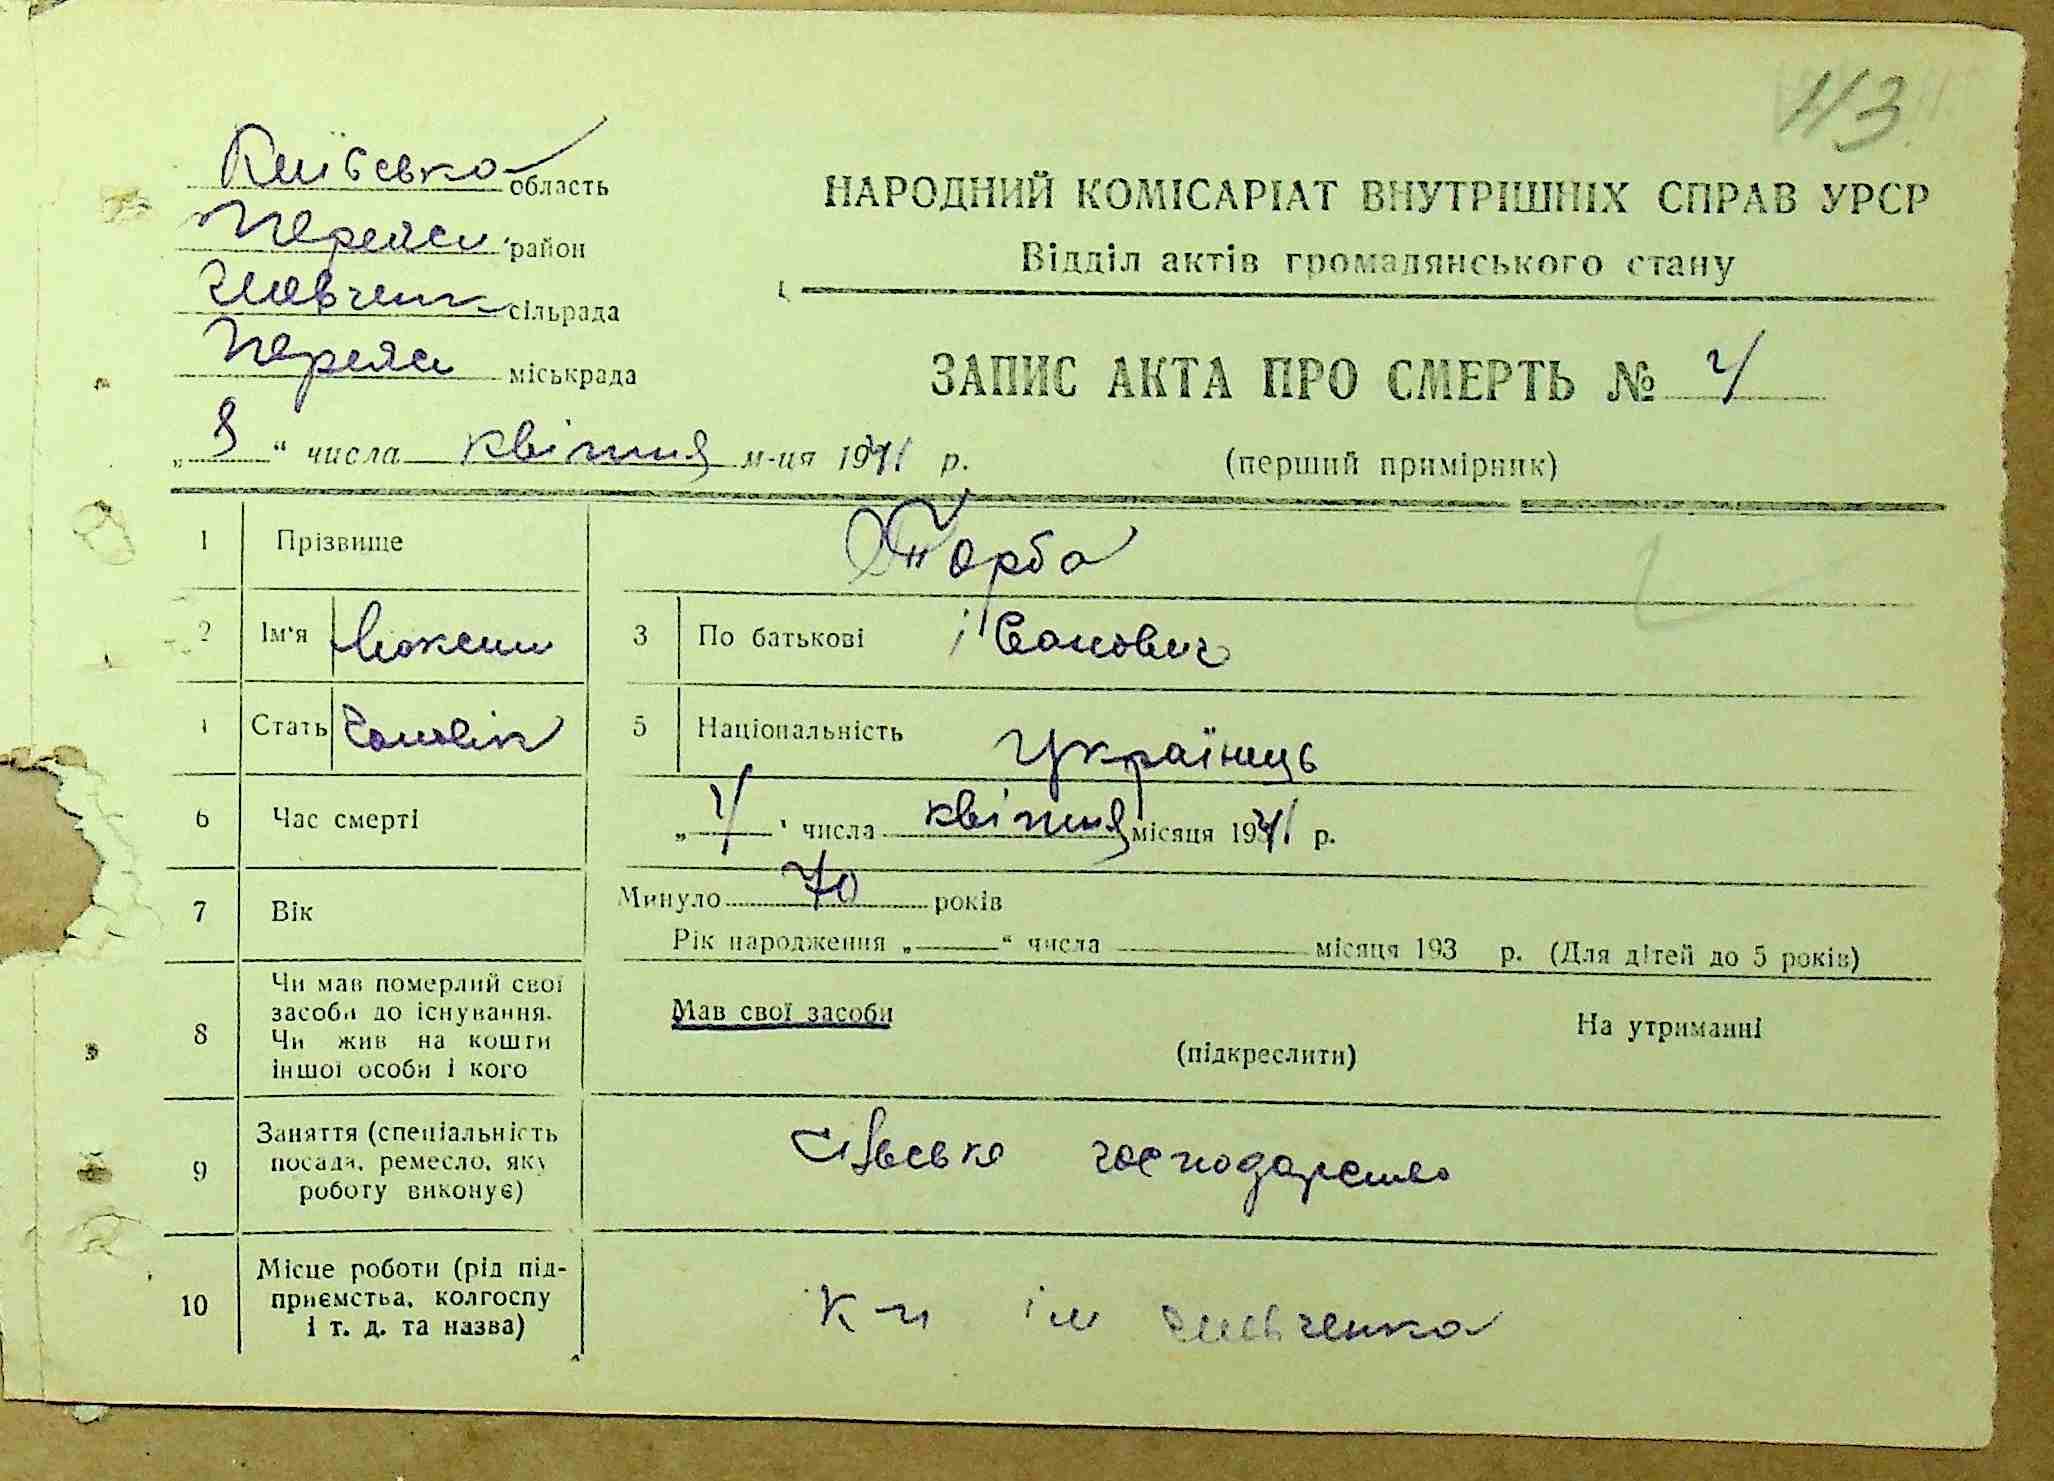 113
Київсько область
Переяс. район
Шевченк сільрада
Переяс міськрада
„ 8 “ числа квітня м-ця 1941 р.
НАРОДНИЙ КОМІСАРІАТ ВНУТРІШНІХ СПРАВ УРСР
Відділ актів громадянського стану
ЗАПИС АКТА ПРО СМЕРТЬ № 4
(перший примірник)
1 Прізвище Торба
2 Ім'я Моксим 3 По батькові Іванович
4 Стать Чоловік 5 Національність Українець
6 Час смерті „ 4 “ числа квітня місяця 1941 р.
7 Вік Минуло 70 років
Рік народження „ “ числа місяця 193 р. (Для дітей до 5 років)
8 Чи мав померлий свої
засоби до існування.
Чи жив на кошти
іншої особи і кого
Мав свої засоби На утриманні
(підкреслити)
9 Заняття (спеціальність
посада, ремесло, яку
роботу виконує)
сільське господарство
10 Місце роботи (рід під-
приємства, колгоспу
і т. д. та назва)
к-п ім Шевченка